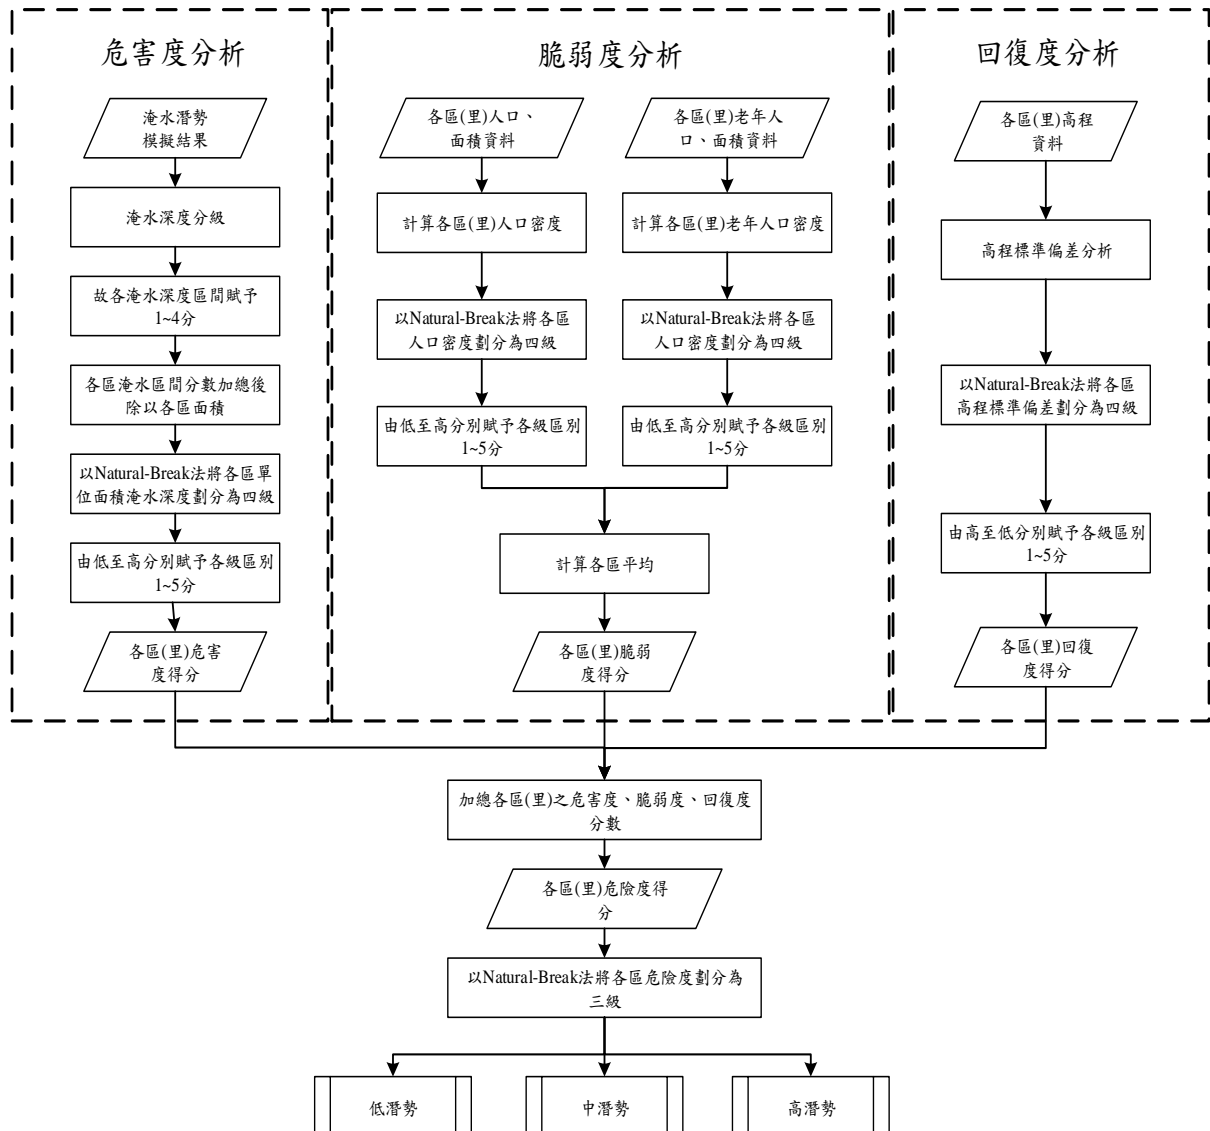 危害度分析
淹水潛勢
模擬結果
淹水深度分級
故各淹水深度區間賦予
1~4分
各區淹水區間分數加總後
除以各區面積
以Natural-Break法將各區單
位面積淹水深度劃分為四級
由低至高分別賦予各級區別
1~5分
各區(里)危害
度得分
脆弱度分析
各區(里)人口、
面積資料
計算各區(里)人口密度
以Natural-Break法將各區
人口密度劃分為四級
由低至高分別賦予各級區別
1~5分
各區(里)老年人
口、面積資料
計算各區(里)老年人口密度
以Natural-Break法將各區
人口密度劃分為四級
由低至高分別賦予各級區別
1~5分
計算各區平均
各區(里)脆弱
度得分
回復度分析
各區(里)高程
資料
高程標準偏差分析
以Natural-Break法將各區
高程標準偏差劃分為四級
由高至低分別賦予各級區別
1~5分
各區(里)回復
度得分
加總各區(里)之危害度、脆弱度、回復度
分數
各區(里)危險度得
分
以Natural-Break法將各區危險度劃分為
三級
低潛勢
中潛勢
高潛勢